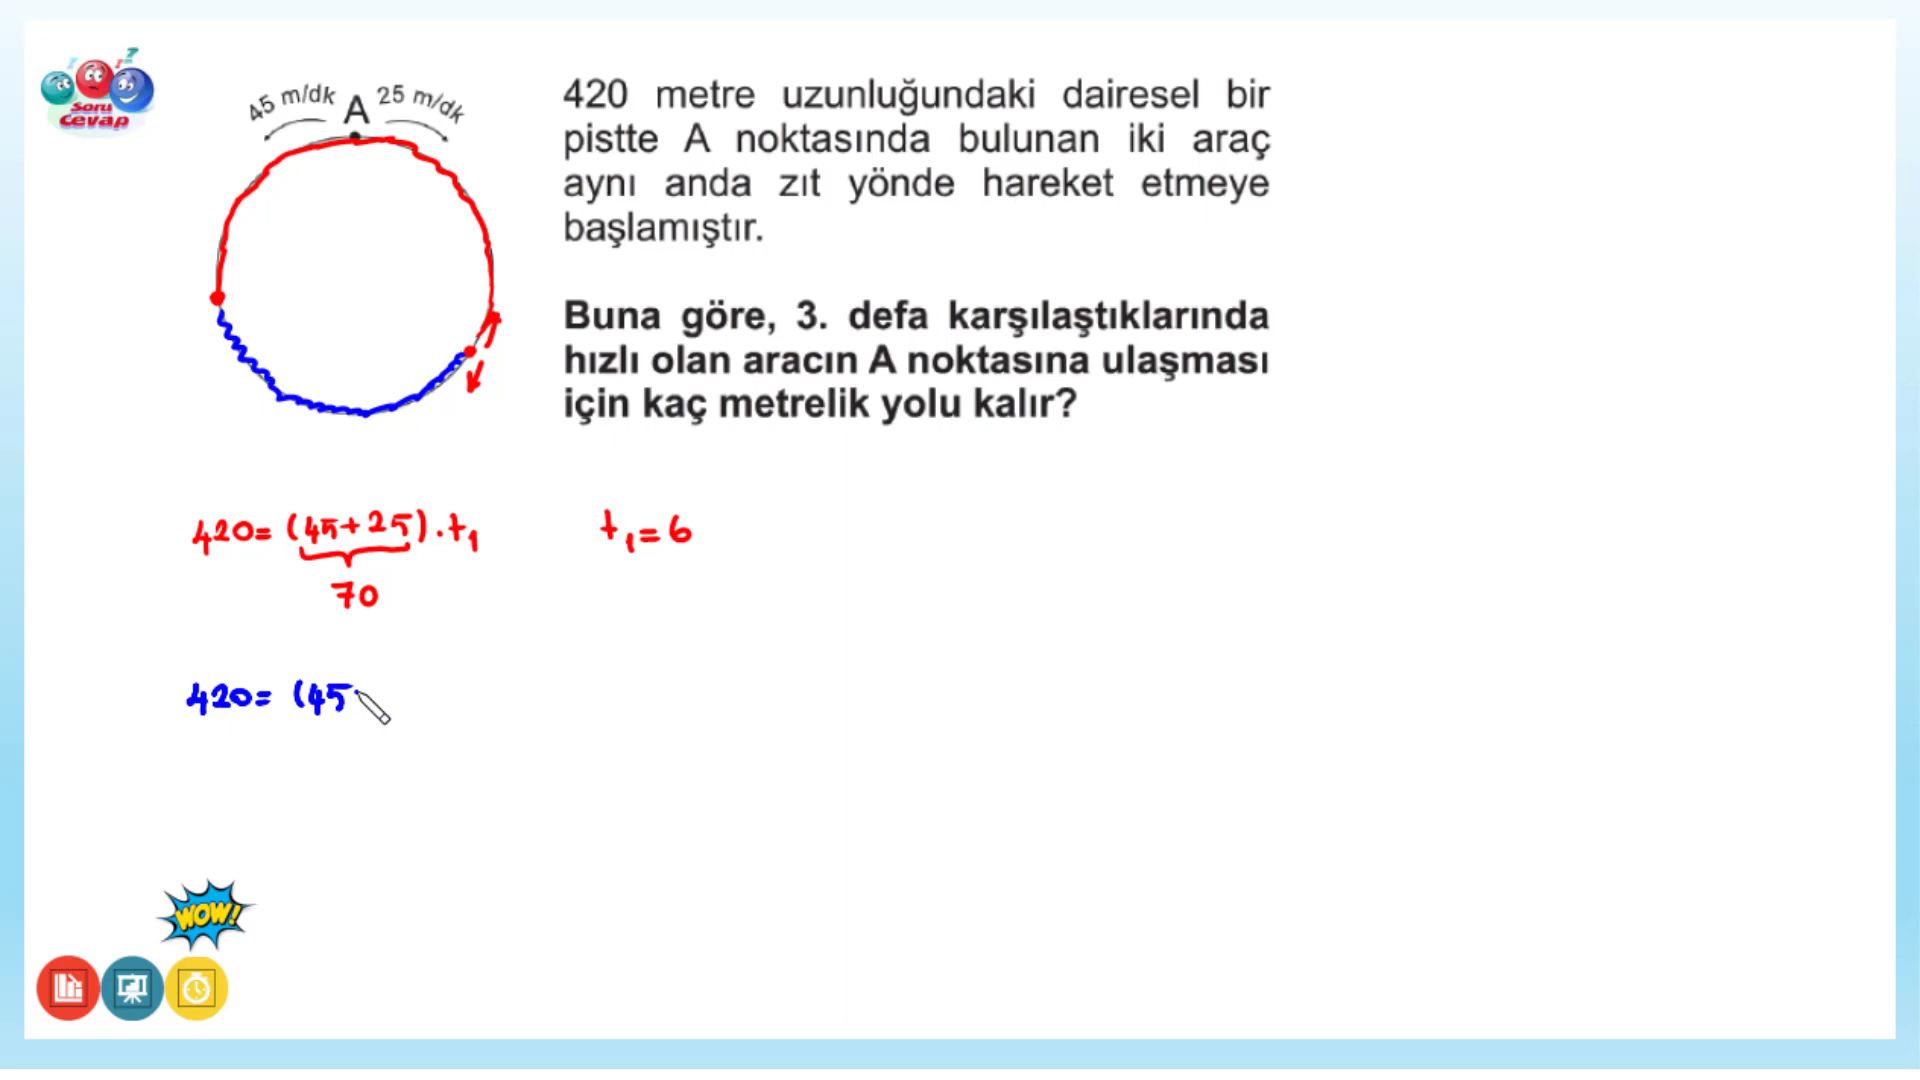 Soru
Cevap
45 m/dk A 25 m/dk
420 metre uzunluğundaki dairesel bir
pistte A noktasında bulunan iki araç
aynı anda zıt yönde hareket etmeye
başlamıştır.
Buna göre, 3. defa karşılaştıklarında
hızlı olan aracın A noktasına ulaşması
için kaç metrelik yolu kalır?
420= (45+25).t₁ t₁=6
70
420= (45
WOW!